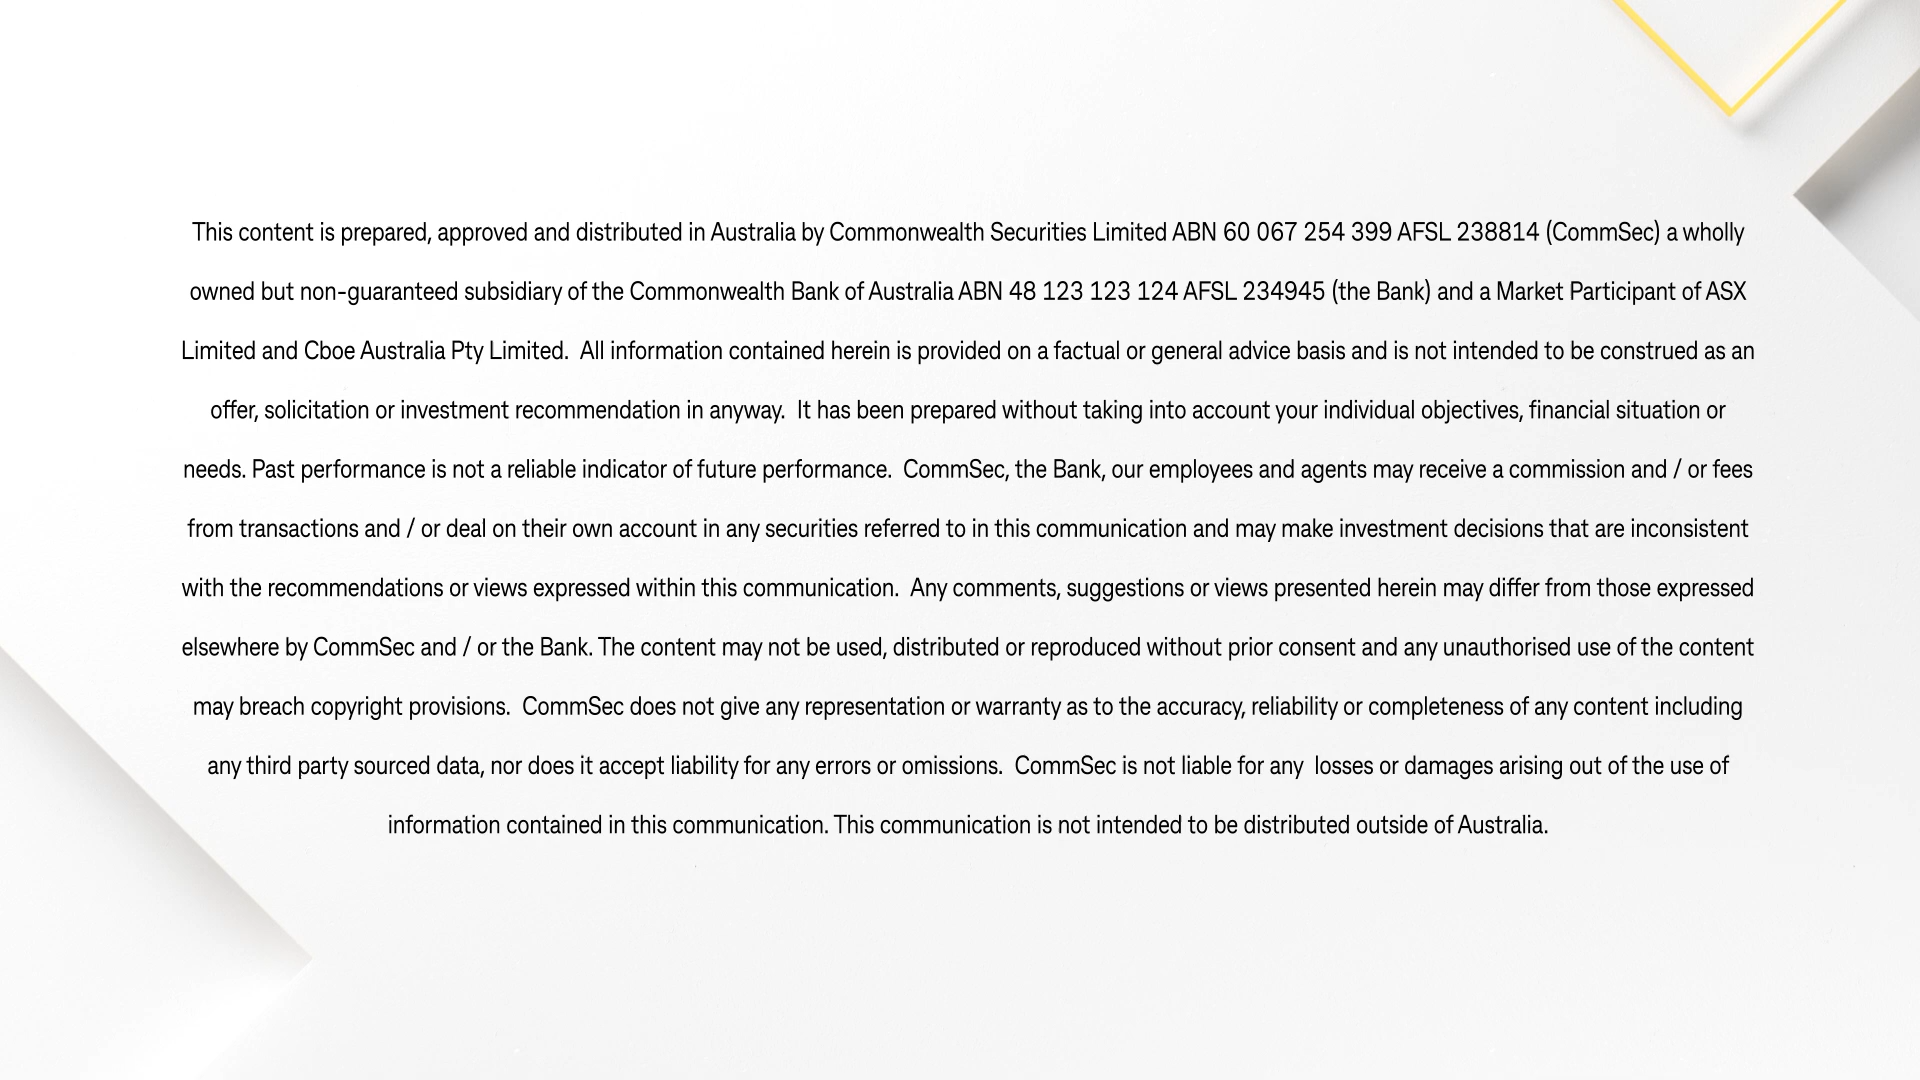 This content is prepared, approved and distributed in Australia by Commonwealth Securities Limited ABN 60 067 254 399 AFSL 238814 (CommSec) a wholly
owned but non-guaranteed subsidiary of the Commonwealth Bank of Australia ABN 48 123 123 124 AFSL 234945 (the Bank) and a Market Participant of ASX
Limited and Cboe Australia Pty Limited.  All information contained herein is provided on a factual or general advice basis and is not intended to be construed as an
offer, solicitation or investment recommendation in anyway.  It has been prepared without taking into account your individual objectives, financial situation or
needs. Past performance is not a reliable indicator of future performance.  CommSec, the Bank, our employees and agents may receive a commission and / or fees
from transactions and / or deal on their own account in any securities referred to in this communication and may make investment decisions that are inconsistent
with the recommendations or views expressed within this communication.  Any comments, suggestions or views presented herein may differ from those expressed
elsewhere by CommSec and / or the Bank. The content may not be used, distributed or reproduced without prior consent and any unauthorised use of the content
may breach copyright provisions.  CommSec does not give any representation or warranty as to the accuracy, reliability or completeness of any content including
any third party sourced data, nor does it accept liability for any errors or omissions.  CommSec is not liable for any  losses or damages arising out of the use of
information contained in this communication. This communication is not intended to be distributed outside of Australia.